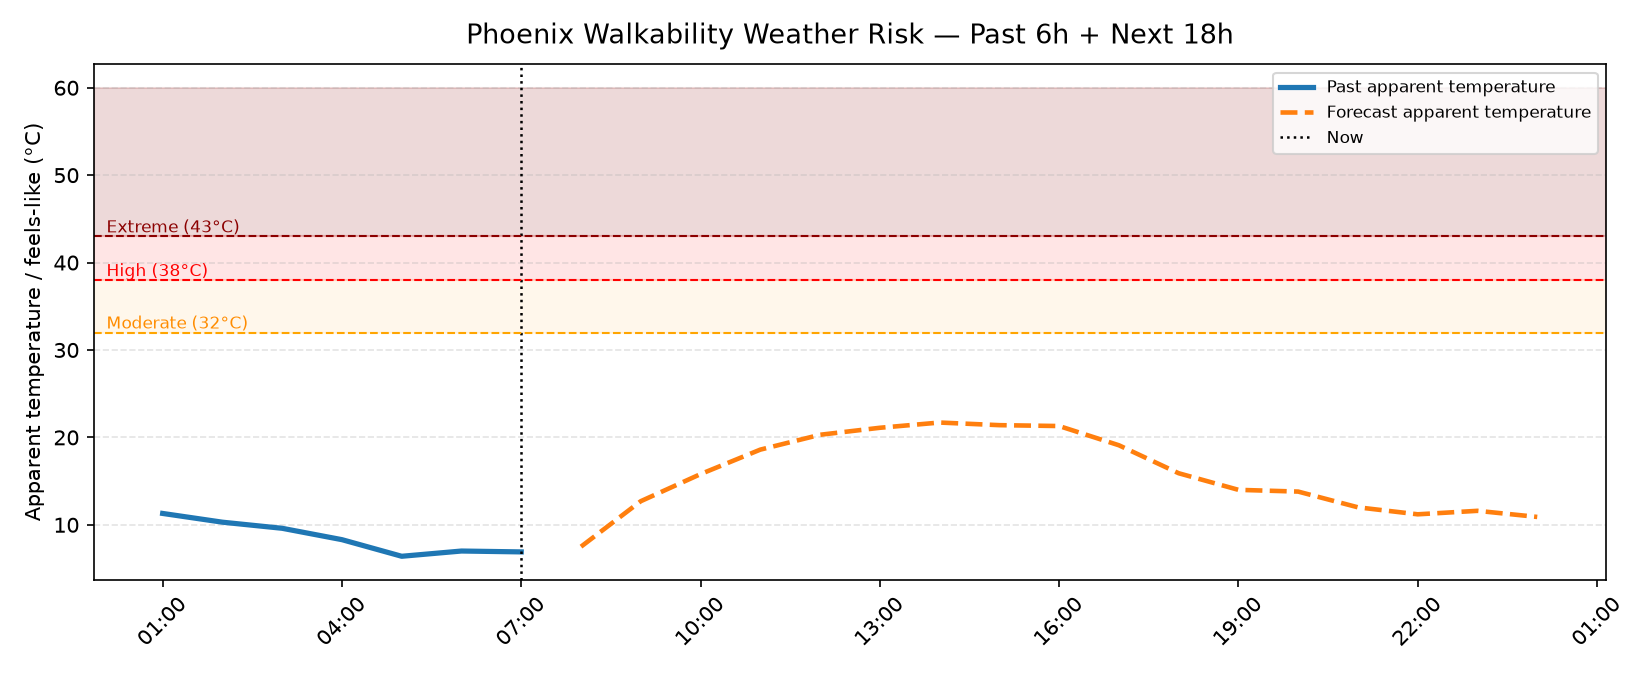 Phoenix Walkability Weather Risk — Past 6h + Next 18h
Apparent temperature / feels-like (°C)
60
50
40
30
20
10
Past apparent temperature
Forecast apparent temperature
Now
Extreme (43°C)
High (38°C)
Moderate (32°C)
01:00
04:00
07:00
10:00
13:00
16:00
19:00
22:00
01:00